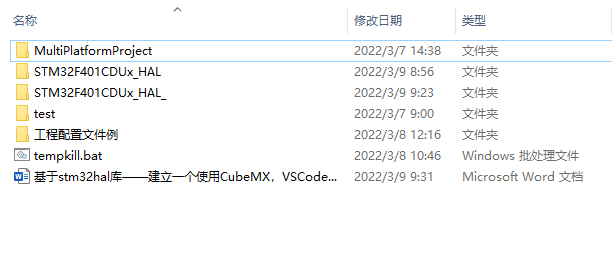 名称 修改日期 类型
MultiPlatformProject 2022/3/7 14:38 文件夹
STM32F401CDUx_HAL 2022/3/9 8:56 文件夹
STM32F401CDUx_HAL_ 2022/3/9 9:23 文件夹
test 2022/3/7 9:00 文件夹
工程配置文件例 2022/3/8 12:16 文件夹
tempkill.bat 2022/3/8 10:46 Windows 批处理文件
基于stm32hal库——建立一个使用CubeMX，VSCode... 2022/3/9 9:31 Microsoft Word 文档